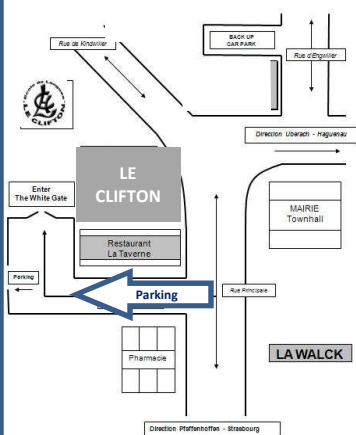 BACK UP
CAR PARK
Rue de Kindwiller
Rue d'Engwiller
LE CLIFTON
Direction Uberach - Haguenau
LE
CLIFTON
Enter
The White Gate
MAIRIE
Townhall
Restaurant
La Taverne
Parking
Parking
Rue Principale
Pharmacie
LA WALCK
Direction Pfaffenhoffen - Strasbourg